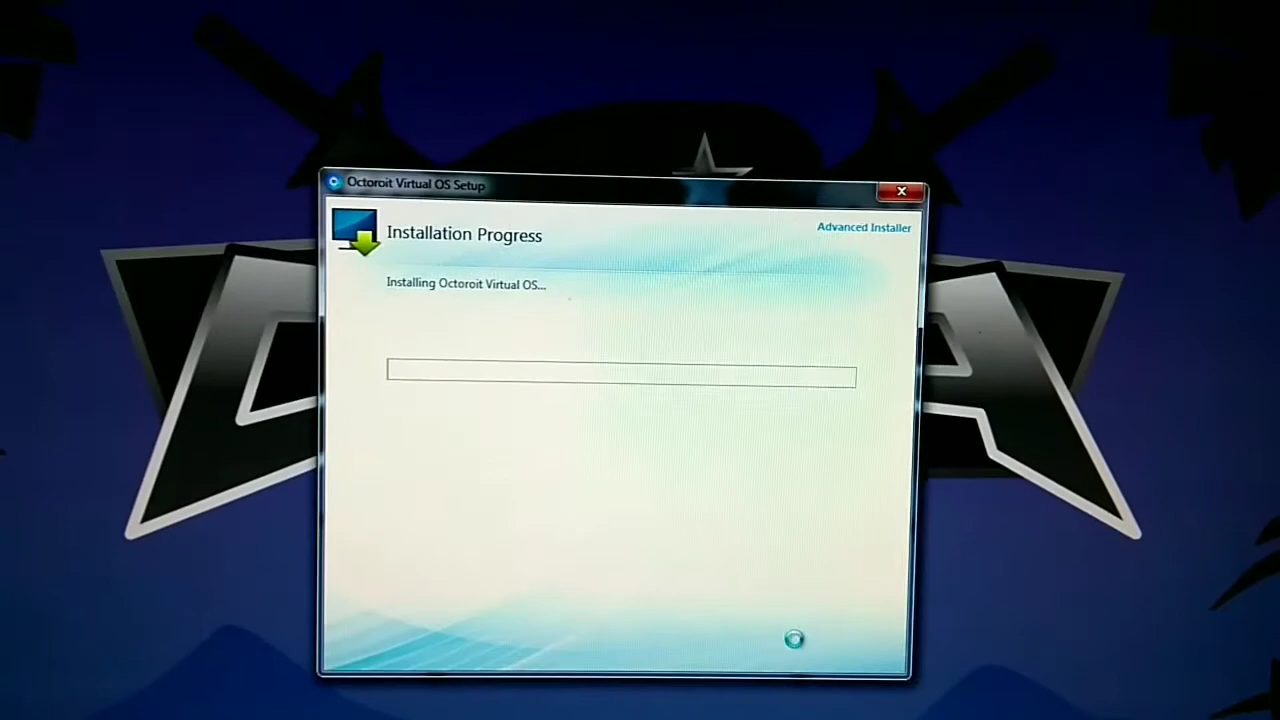 Octoroit Virtual OS Setup
Installation Progress
Advanced Installer
Installing Octoroit Virtual OS...